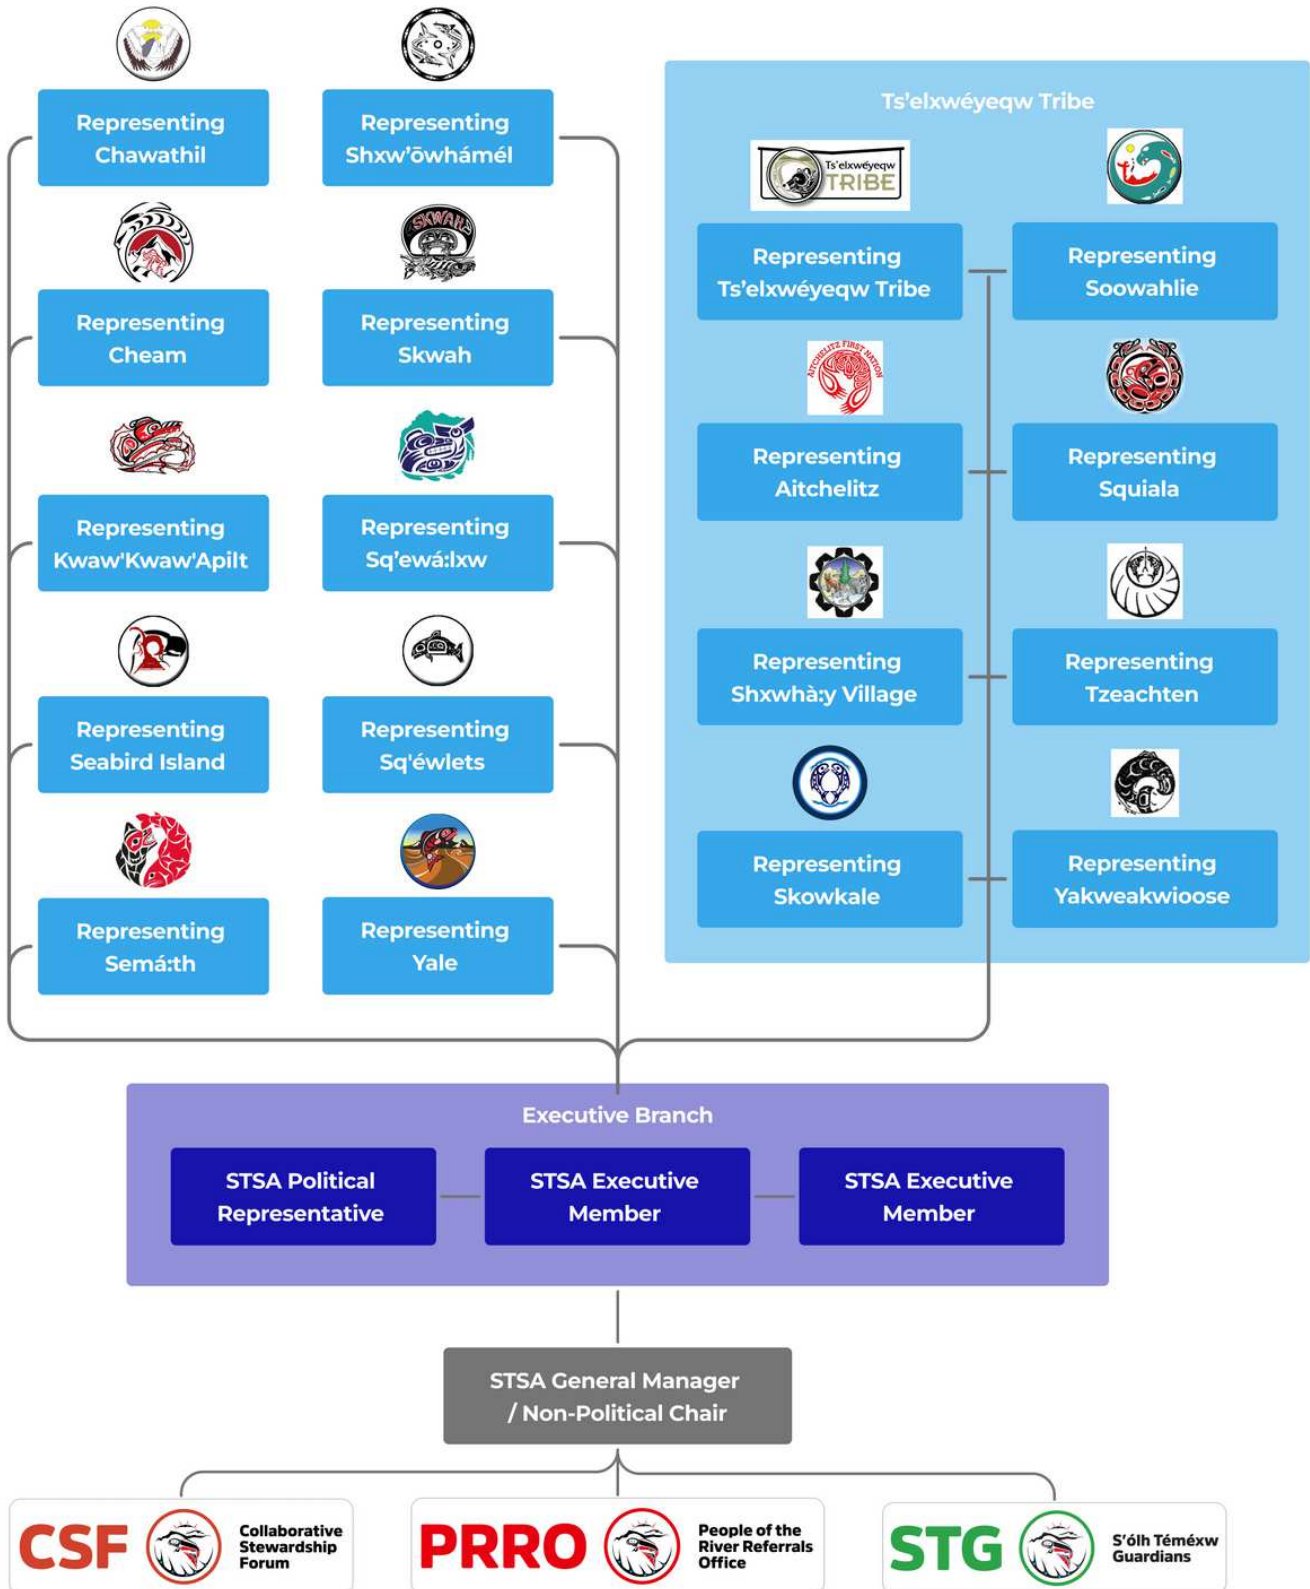 Representing
Chawathil
Representing
Shxw'ōwhámél
SKWAH
Representing
Cheam
Representing
Skwah
Representing
Kwaw'Kwaw'Apilt
Representing
Sq'ewá:lxw
Representing
Seabird Island
Representing
Sq'éwlets
Representing
Semá:th
Representing
Yale
Ts'elxwéyeqw Tribe
Ts'elxwéyeqw
TRIBE
Representing
Ts'elxwéyeqw Tribe
Representing
Soowahlie
AITCHELITZ FIRST NATION
Representing
Aitchelitz
Representing
Squiala
Representing
Shxwhà:y Village
Representing
Tzeachten
Representing
Skowkale
Representing
Yakweakwioose
Executive Branch
STSA Political
Representative
STSA Executive
Member
STSA Executive
Member
STSA General Manager
/ Non-Political Chair
CSF
Collaborative
Stewardship
Forum
PRRO
People of the
River Referrals
Office
STG
S'ólh Téméxw
Guardians